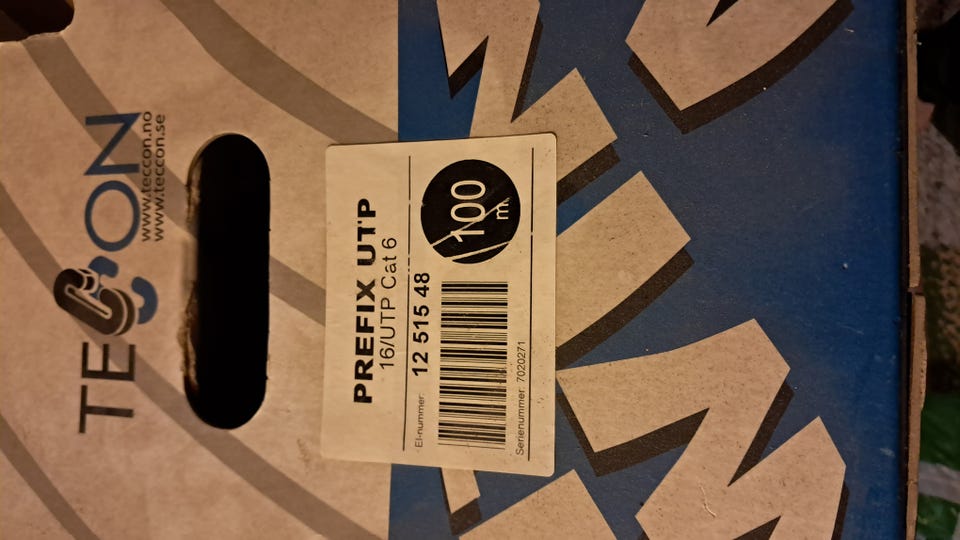 TECCON
www.teccon.no
www.teccon.se
PREFIX UTP
16/UTP Cat 6
El-nummer: 12 515 48
100
m.
Serienummer: 7020271